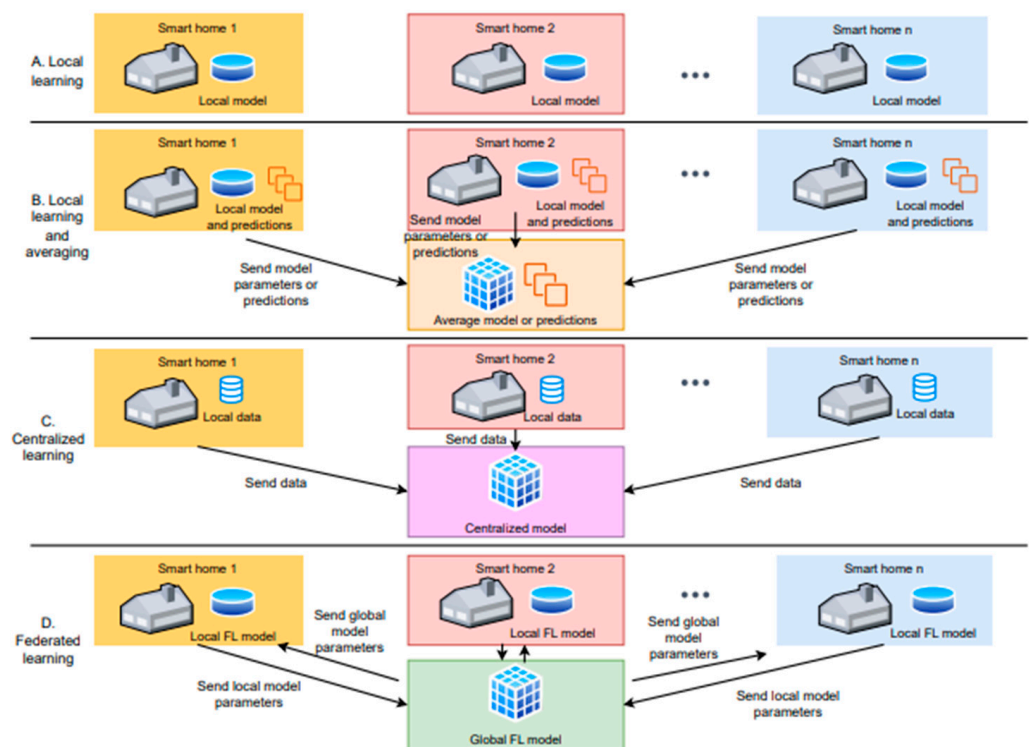 Smart home 1
Smart home 2
Smart home n
A. Local
learning
Local model
Local model
Local model
Smart home 1
Smart home 2
Smart home n
B. Local
learning
and
averaging
Local model
and predictions
Local model
and predictions
Local model
and predictions
Send model
parameters or
predictions
Send model
parameters or
predictions
Send model
parameters or
predictions
Average model or predictions
Smart home 1
Smart home 2
Smart home n
C.
Centralized
learning
Local data
Local data
Local data
Send data
Send data
Send data
Centralized model
Smart home 1
Smart home 2
Smart home n
D.
Federated
learning
Local FL model
Local FL model
Local FL model
Send global
model
parameters
Send global
model
parameters
Send local model
parameters
Send local model
parameters
Global FL model